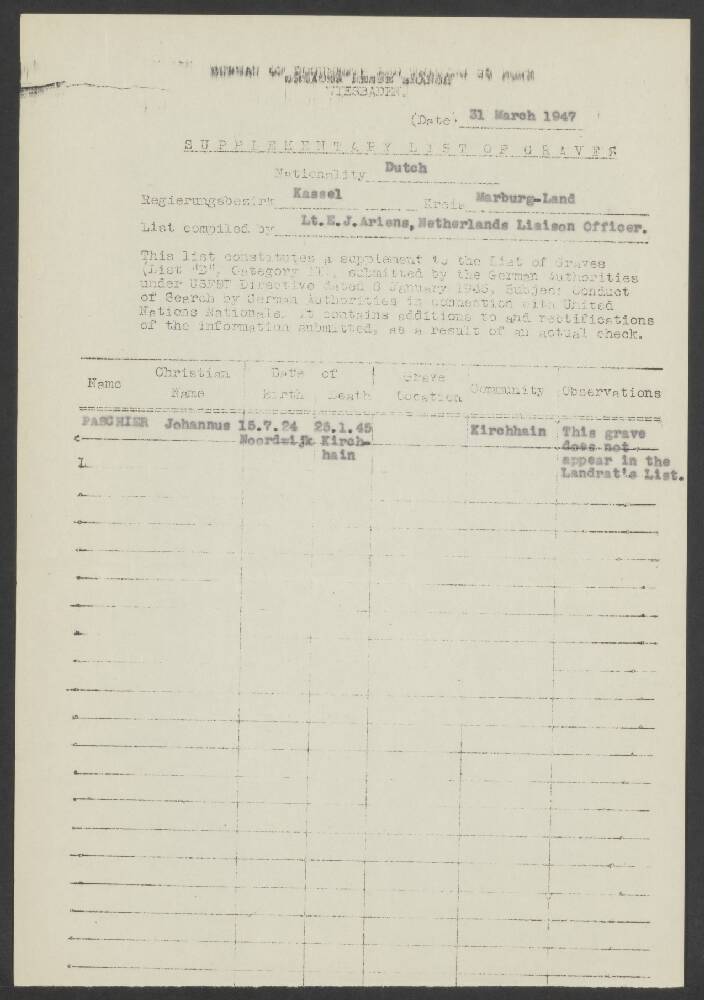 WIESBADEN.
(Date) 31 March 1947
SUPPLEMENTARY LIST OF GRAVES
Nationality Dutch
Regierungsbezirk Kassel Kreis Marburg-Land
List compiled by Lt.E.J.Ariens, Netherlands Liaison Officer.
This list constitutes a supplement to the List of Graves
(List "D", Category III, submitted by the German Authorities
under USFET Directive dated 8 January 1946, Subject Conduct
of Search by German Authorities in connection with United
Nations Nationals. It contains additions to and rectifications
of the information submitted, as a result of an actual check.
Name Christian Name Date of Birth Death Grave Location Community Observations
PASCHIER Johannus 15.7.24 25.1.45 Kirchhain This grave
Noordwijk Kirch- does not
hain appear in the
Landrat's List.
1.